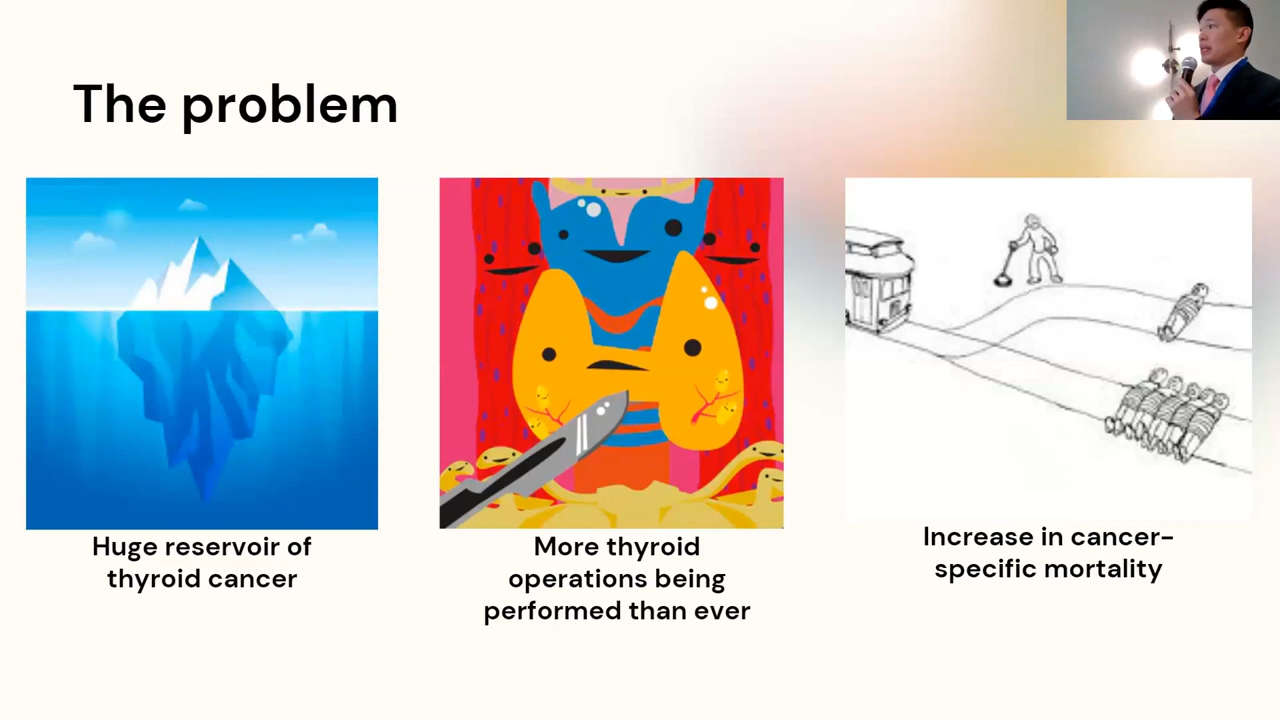 The problem
Huge reservoir of
thyroid cancer
More thyroid
operations being
performed than ever
Increase in cancer-
specific mortality